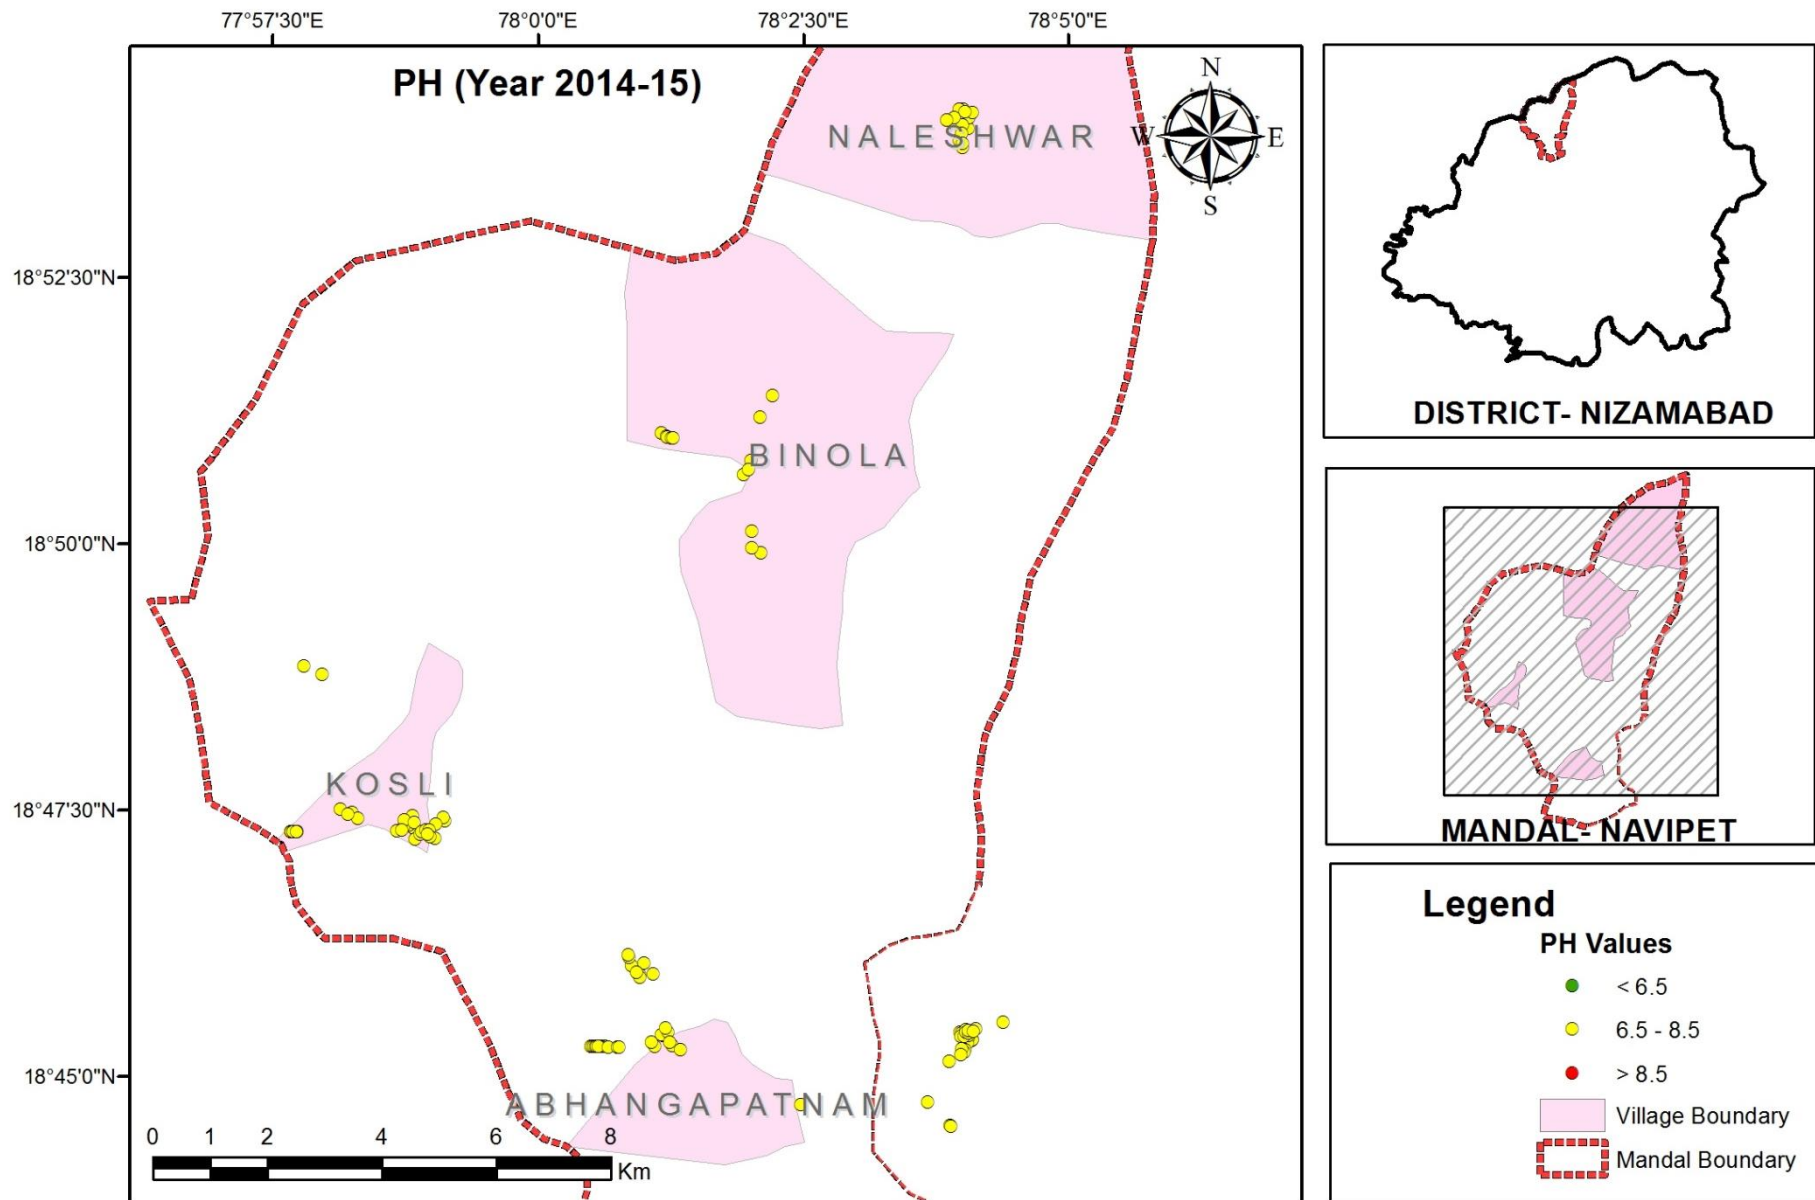 77°57'30"E 78°0'0"E 78°2'30"E 78°5'0"E
PH (Year 2014-15)
N
W E
S
NALESHWAR
18°52'30"N
BINOLA
18°50'0"N
KOSLI
18°47'30"N
18°45'0"N
ABHANGAPATNAM
0 1 2 4 6 8
Km
DISTRICT- NIZAMABAD
MANDAL- NAVIPET
Legend
PH Values
< 6.5
6.5 - 8.5
> 8.5
Village Boundary
Mandal Boundary